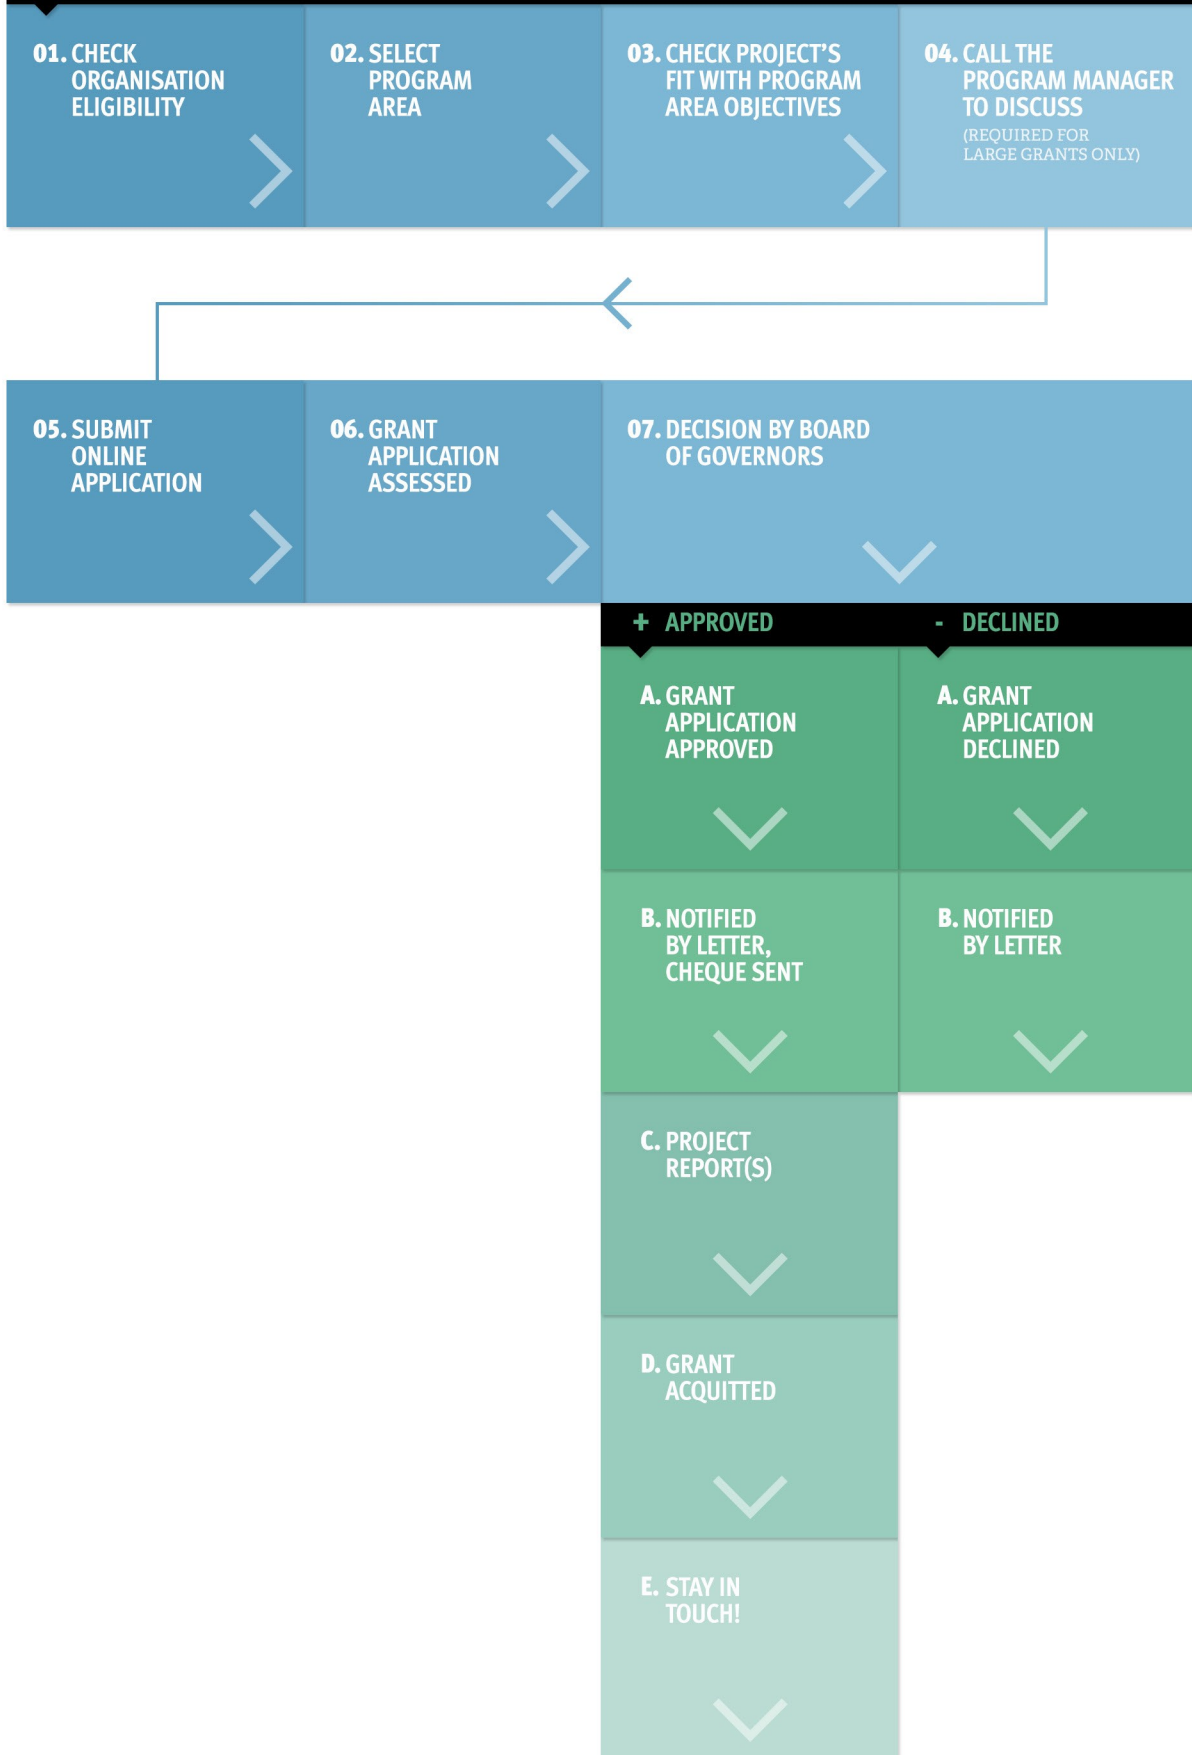 01. CHECK
ORGANISATION
ELIGIBILITY
02. SELECT
PROGRAM
AREA
03. CHECK PROJECT'S
FIT WITH PROGRAM
AREA OBJECTIVES
04. CALL THE
PROGRAM MANAGER
TO DISCUSS
(REQUIRED FOR
LARGE GRANTS ONLY)
05. SUBMIT
ONLINE
APPLICATION
06. GRANT
APPLICATION
ASSESSED
07. DECISION BY BOARD
OF GOVERNORS
+ APPROVED
- DECLINED
A. GRANT
APPLICATION
APPROVED
A. GRANT
APPLICATION
DECLINED
B. NOTIFIED
BY LETTER,
CHEQUE SENT
B. NOTIFIED
BY LETTER
C. PROJECT
REPORT(S)
D. GRANT
ACQUITTED
E. STAY IN
TOUCH!